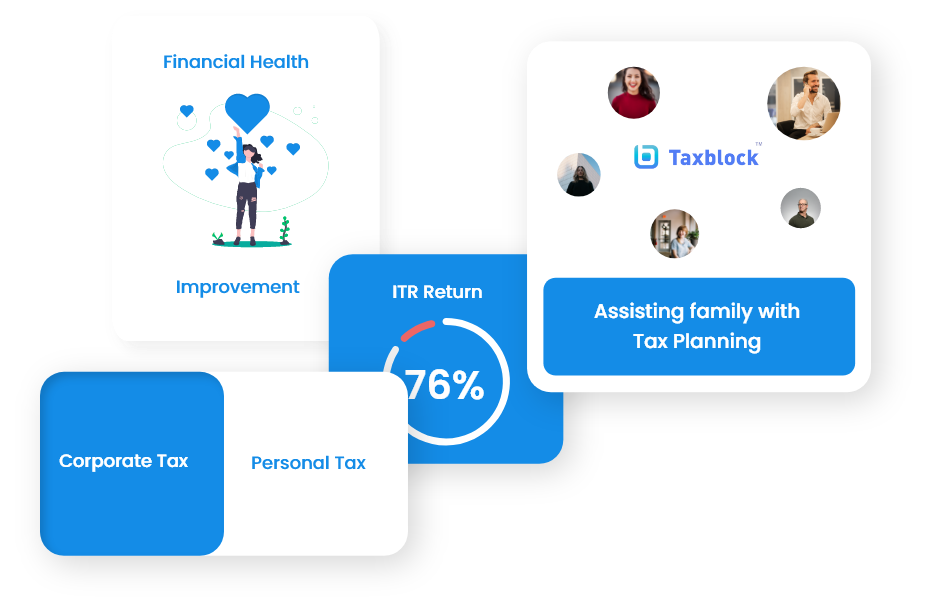 Financial Health
Improvement
Taxblock™
Assisting family with
Tax Planning
ITR Return
76%
Corporate Tax
Personal Tax